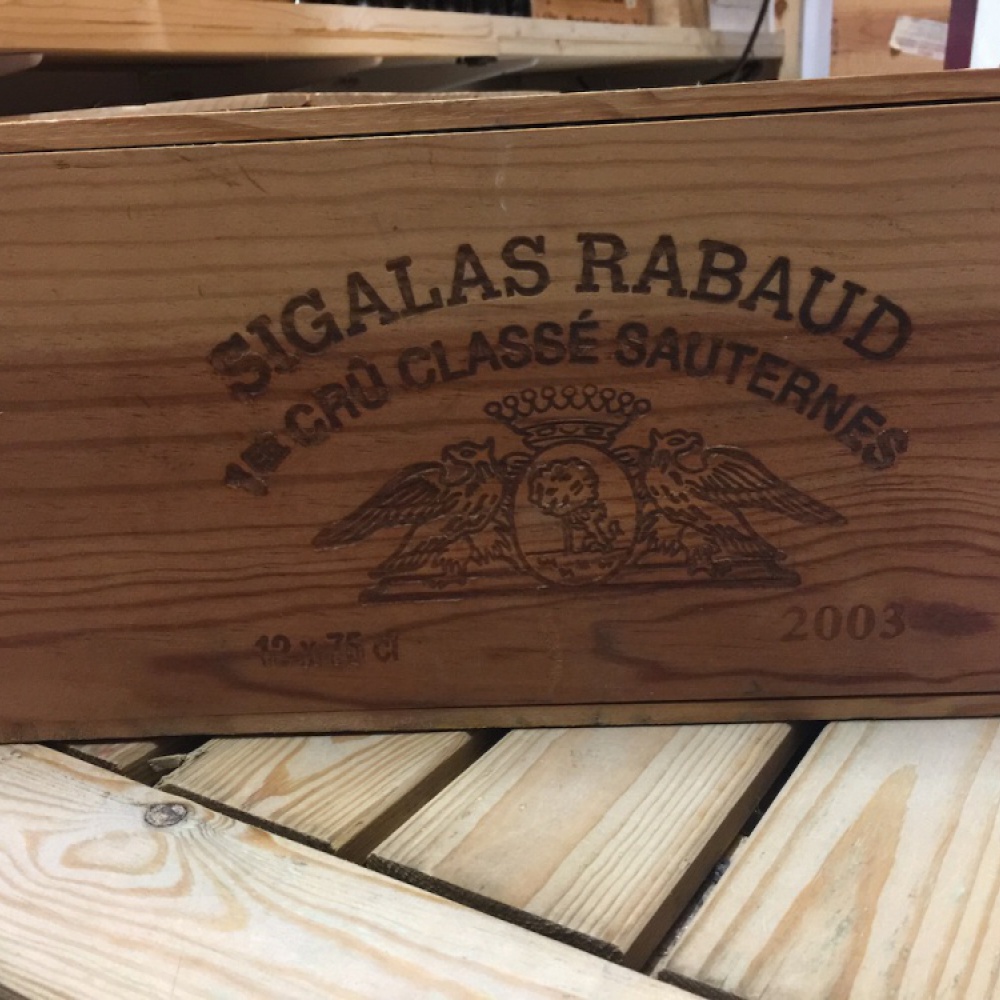 SIGALAS RABAUD
1er CRÛ CLASSÉ SAUTERNES
12 x 75 cl
2003